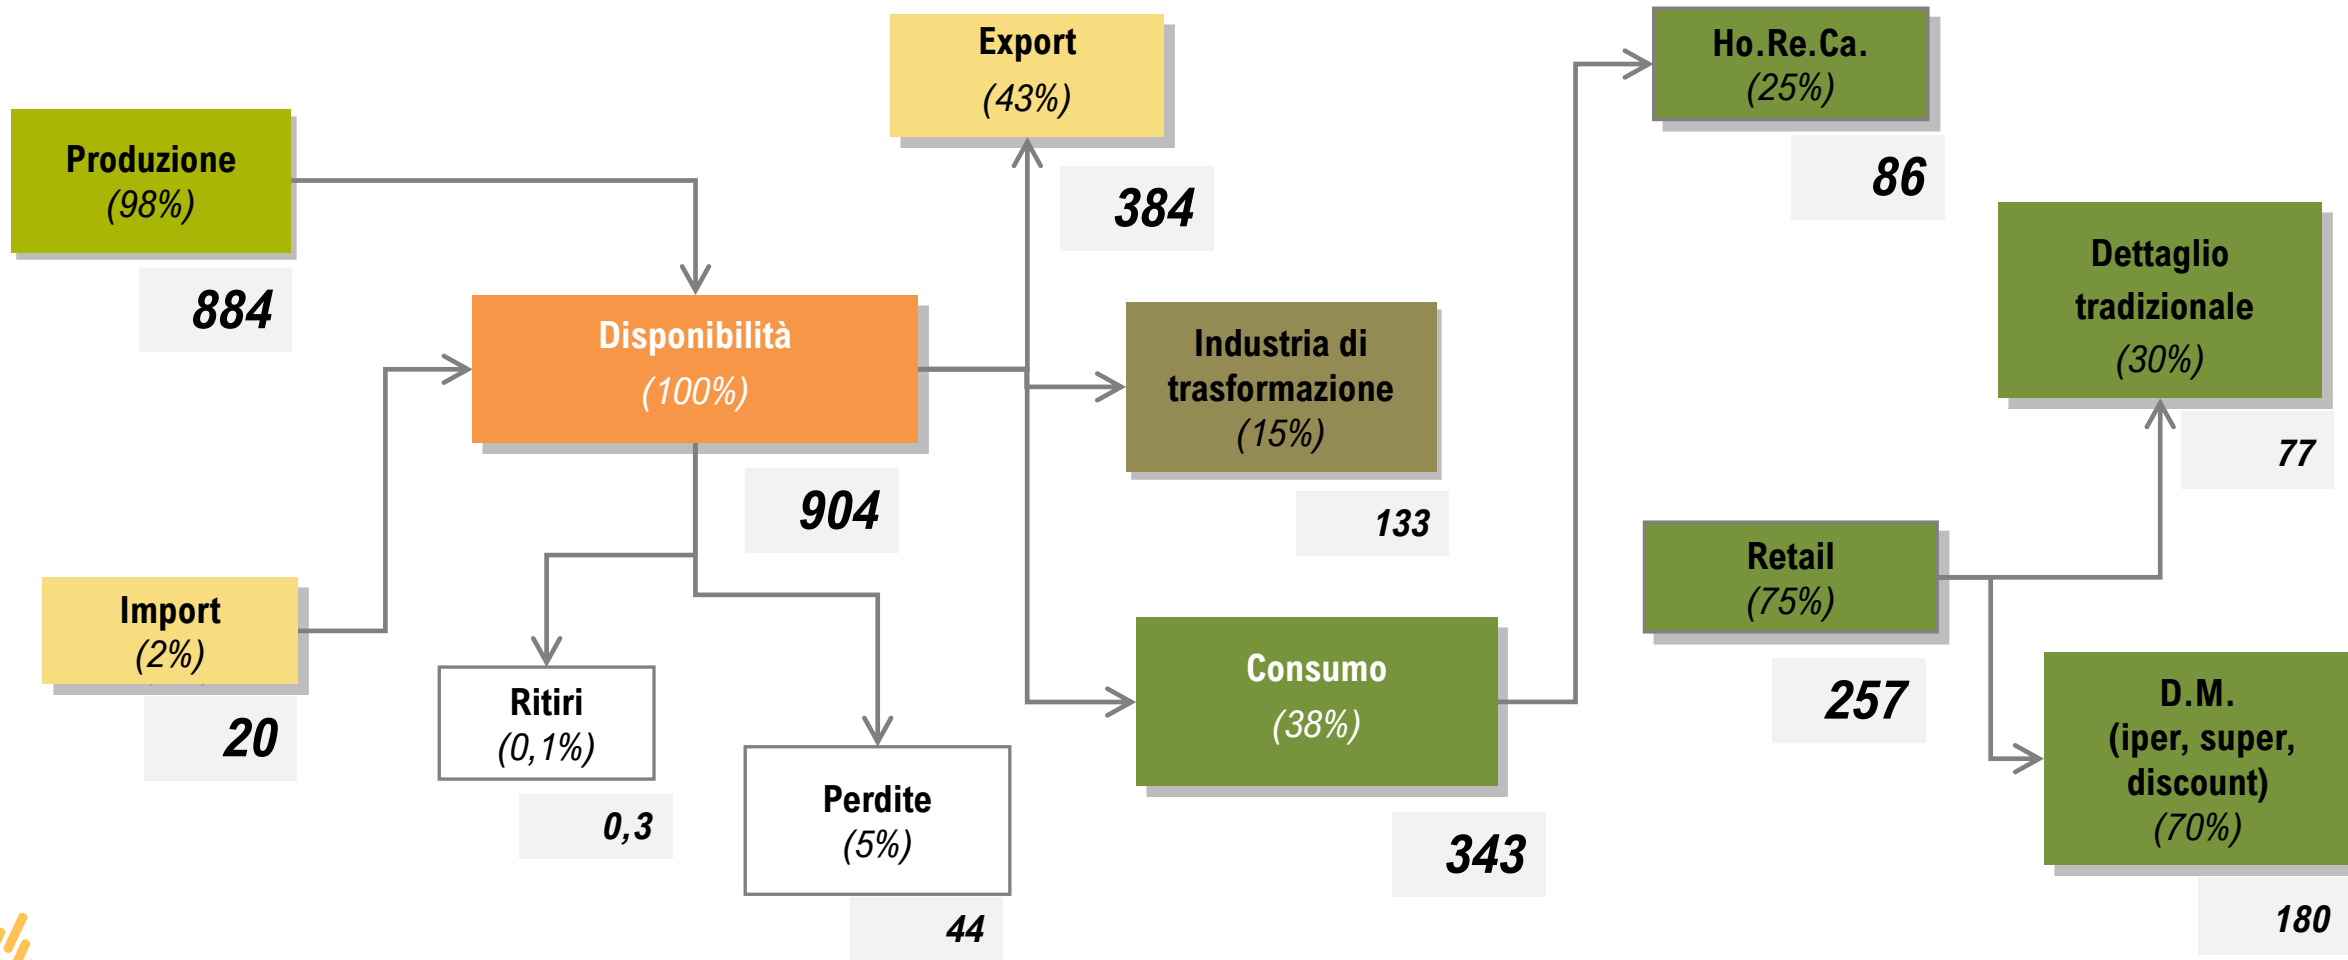 Produzione
(98%)
884
Import
(2%)
20
Disponibilità
(100%)
904
Ritiri
(0,1%)
0,3
Perdite
(5%)
44
Export
(43%)
384
Industria di
trasformazione
(15%)
133
Consumo
(38%)
343
Ho.Re.Ca.
(25%)
86
Retail
(75%)
257
Dettaglio
tradizionale
(30%)
77
D.M.
(iper, super,
discount)
(70%)
180